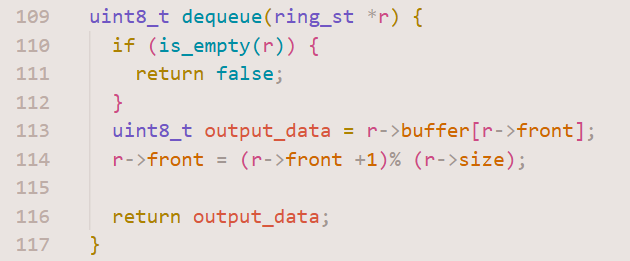 109 uint8_t dequeue(ring_st *r) {
110   if (is_empty(r)) {
111     return false;
112   }
113   uint8_t output_data = r->buffer[r->front];
114   r->front = (r->front +1)% (r->size);
115
116   return output_data;
117 }